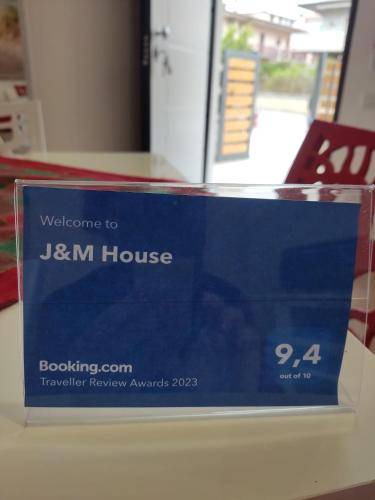 Welcome to
J&M House
Booking.com
Traveller Review Awards 2023
9,4
out of 10